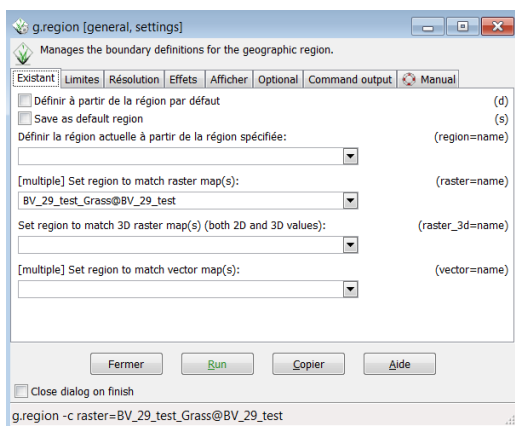 g.region [general, settings]
Manages the boundary definitions for the geographic region.
Existant Limites Résolution Effets Afficher Optional Command output Manual
Définir à partir de la région par défaut (d)
Save as default region (s)
Définir la région actuelle à partir de la région spécifiée: (region=name)
[multiple] Set region to match raster map(s): (raster=name)
BV_29_test_Grass@BV_29_test
Set region to match 3D raster map(s) (both 2D and 3D values): (raster_3d=name)
[multiple] Set region to match vector map(s): (vector=name)
Fermer Run Copier Aide
Close dialog on finish
g.region -c raster=BV_29_test_Grass@BV_29_test